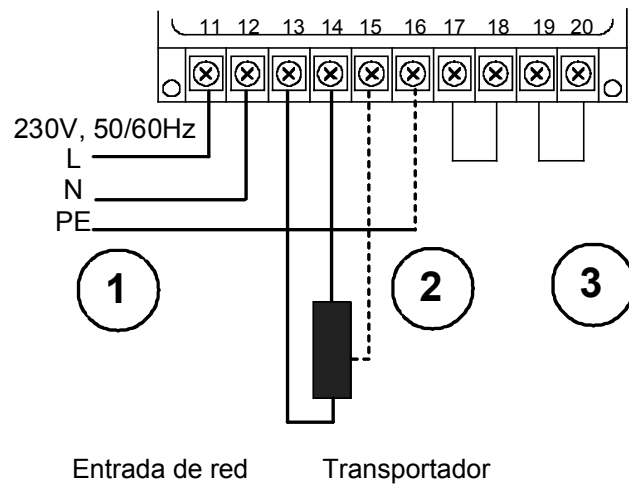 11 12 13 14 15 16 17 18 19 20
230V, 50/60Hz
L
N
PE
1 2 3
Entrada de red Transportador